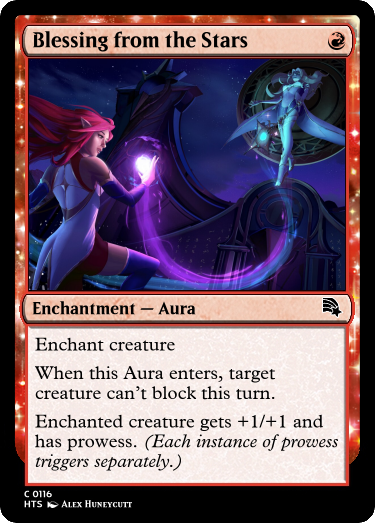 Blessing from the Stars
Enchantment — Aura
Enchant creature
When this Aura enters, target
creature can't block this turn.
Enchanted creature gets +1/+1 and
has prowess. (Each instance of prowess
triggers separately.)
C 0116
HTS Alex Huneycutt